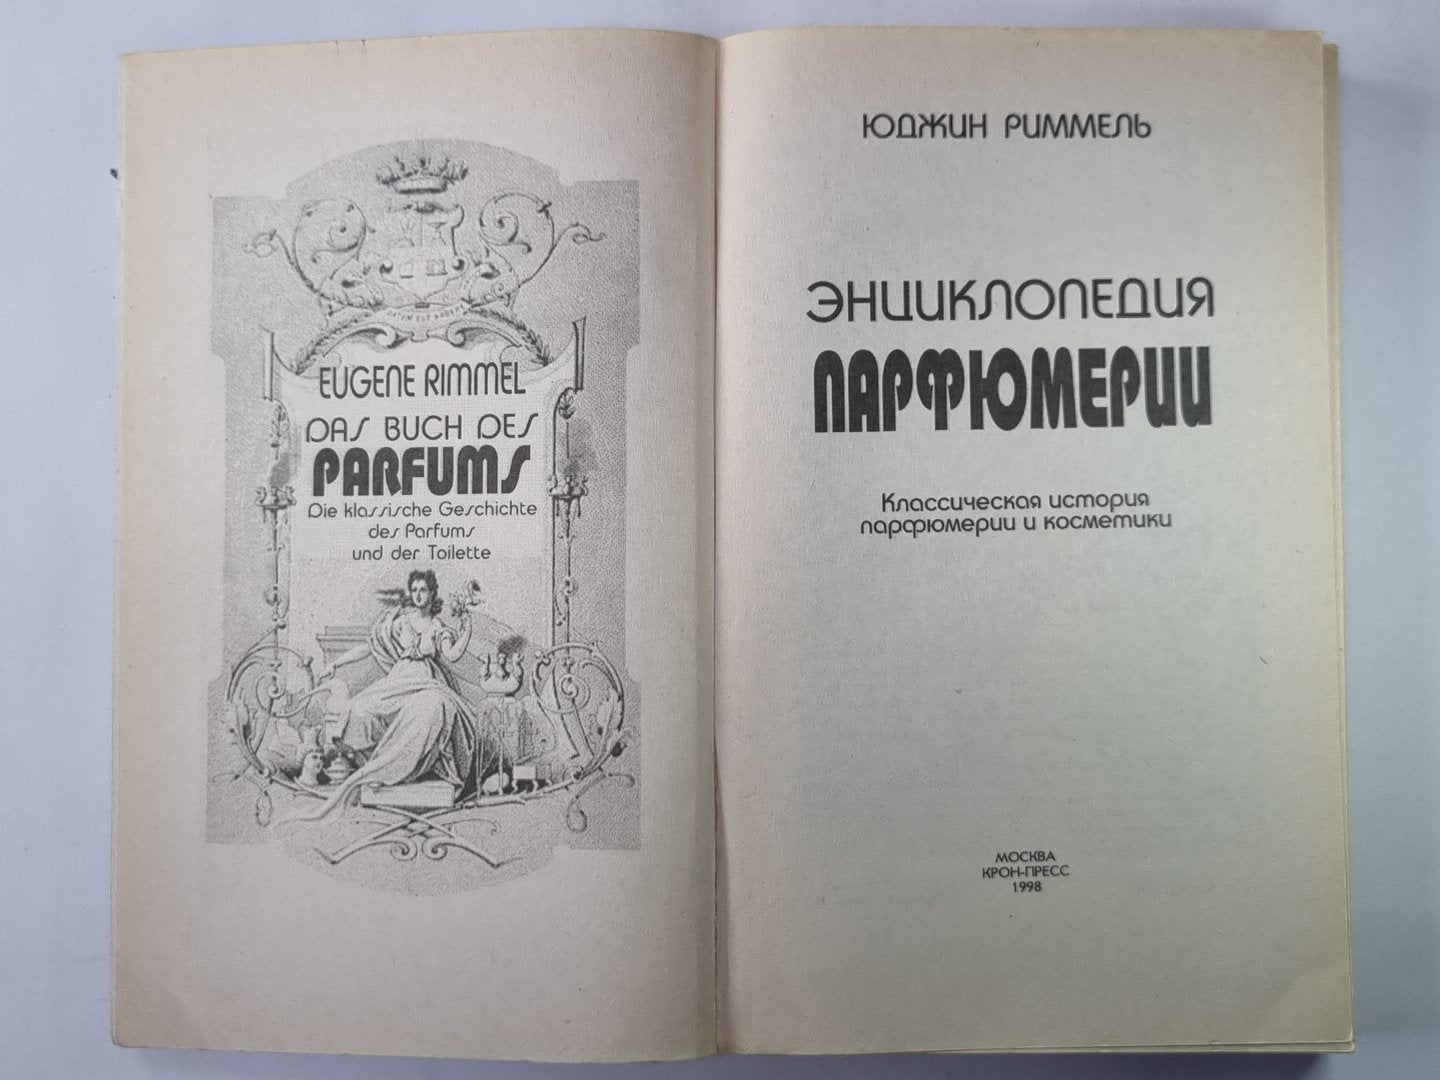 EUGENE RIMMEL
DAS BUCH DES
PARFUMS
Die klassische Geschichte
des Parfums
und der Toilette
ЮДЖИН РИММЕЛЬ
ЭНЦИКЛОПЕДИЯ
ПАРФЮМЕРИИ
Классическая история
парфюмерии и косметики
МОСКВА
КРОН-ПРЕСС
1998